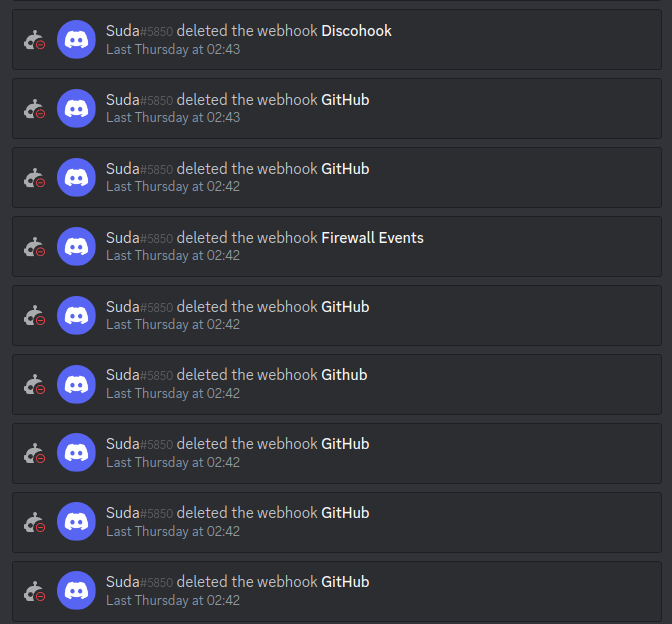 Suda#5850 deleted the webhook Discohook
Last Thursday at 02:43
Suda#5850 deleted the webhook GitHub
Last Thursday at 02:43
Suda#5850 deleted the webhook GitHub
Last Thursday at 02:42
Suda#5850 deleted the webhook Firewall Events
Last Thursday at 02:42
Suda#5850 deleted the webhook GitHub
Last Thursday at 02:42
Suda#5850 deleted the webhook Github
Last Thursday at 02:42
Suda#5850 deleted the webhook GitHub
Last Thursday at 02:42
Suda#5850 deleted the webhook GitHub
Last Thursday at 02:42
Suda#5850 deleted the webhook GitHub
Last Thursday at 02:42